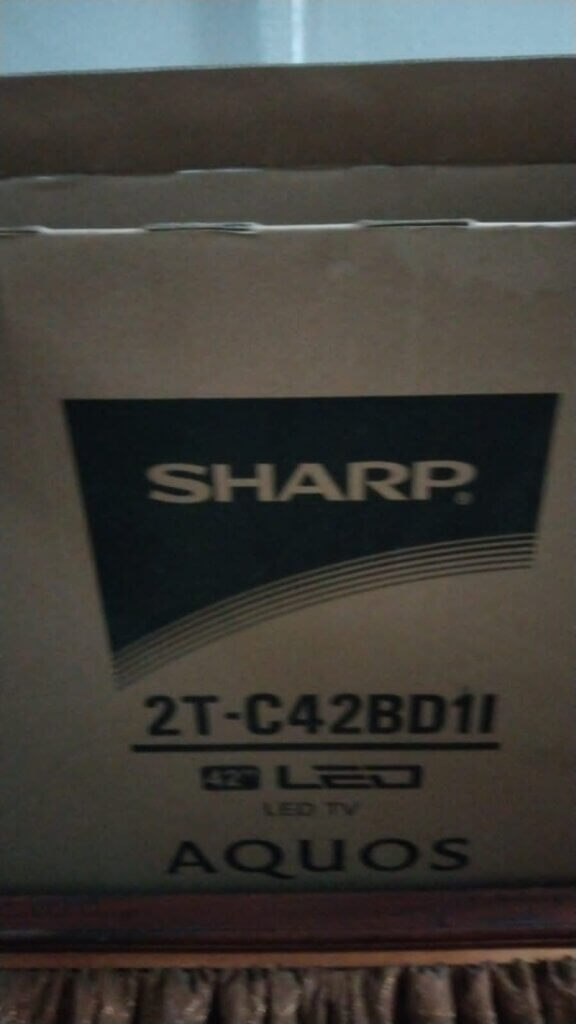 SHARP®
2T-C42BD1I
42" LED
LED TV
AQUOS